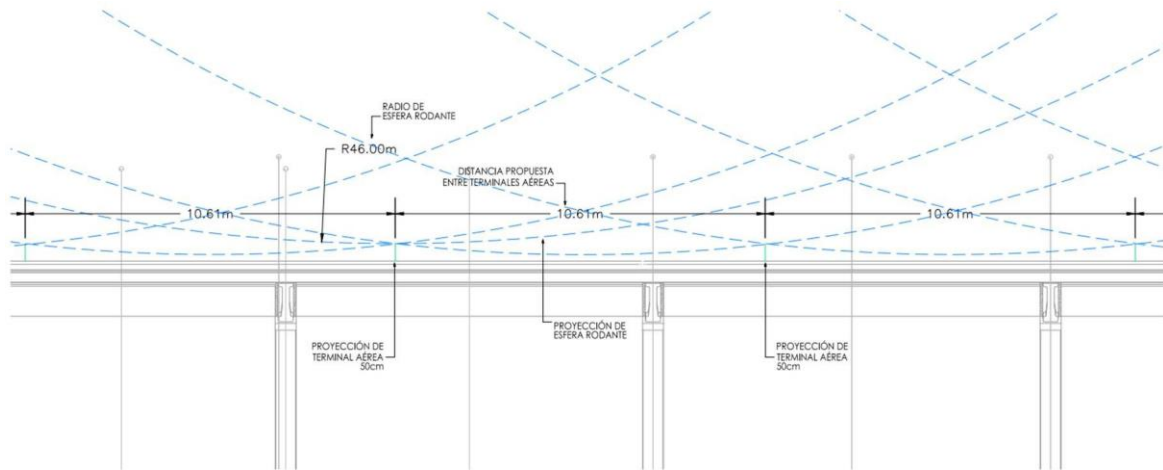 RADIO DE
ESFERA RODANTE
R46.00m
DISTANCIA PROPUESTA
ENTRE TERMINALES AÉREAS
10.61m
10.61m
10.61m
PROYECCIÓN DE
ESFERA RODANTE
PROYECCIÓN DE
TERMINAL AÉREA
50cm
PROYECCIÓN DE
TERMINAL AÉREA
50cm